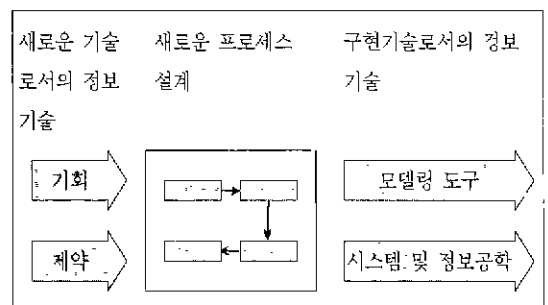 새로운 기술
로서의 정보
기술
새로운 프로세스
설계
구현기술로서의 정보
기술
기회
제약
모델링 도구
시스템 및 정보공학